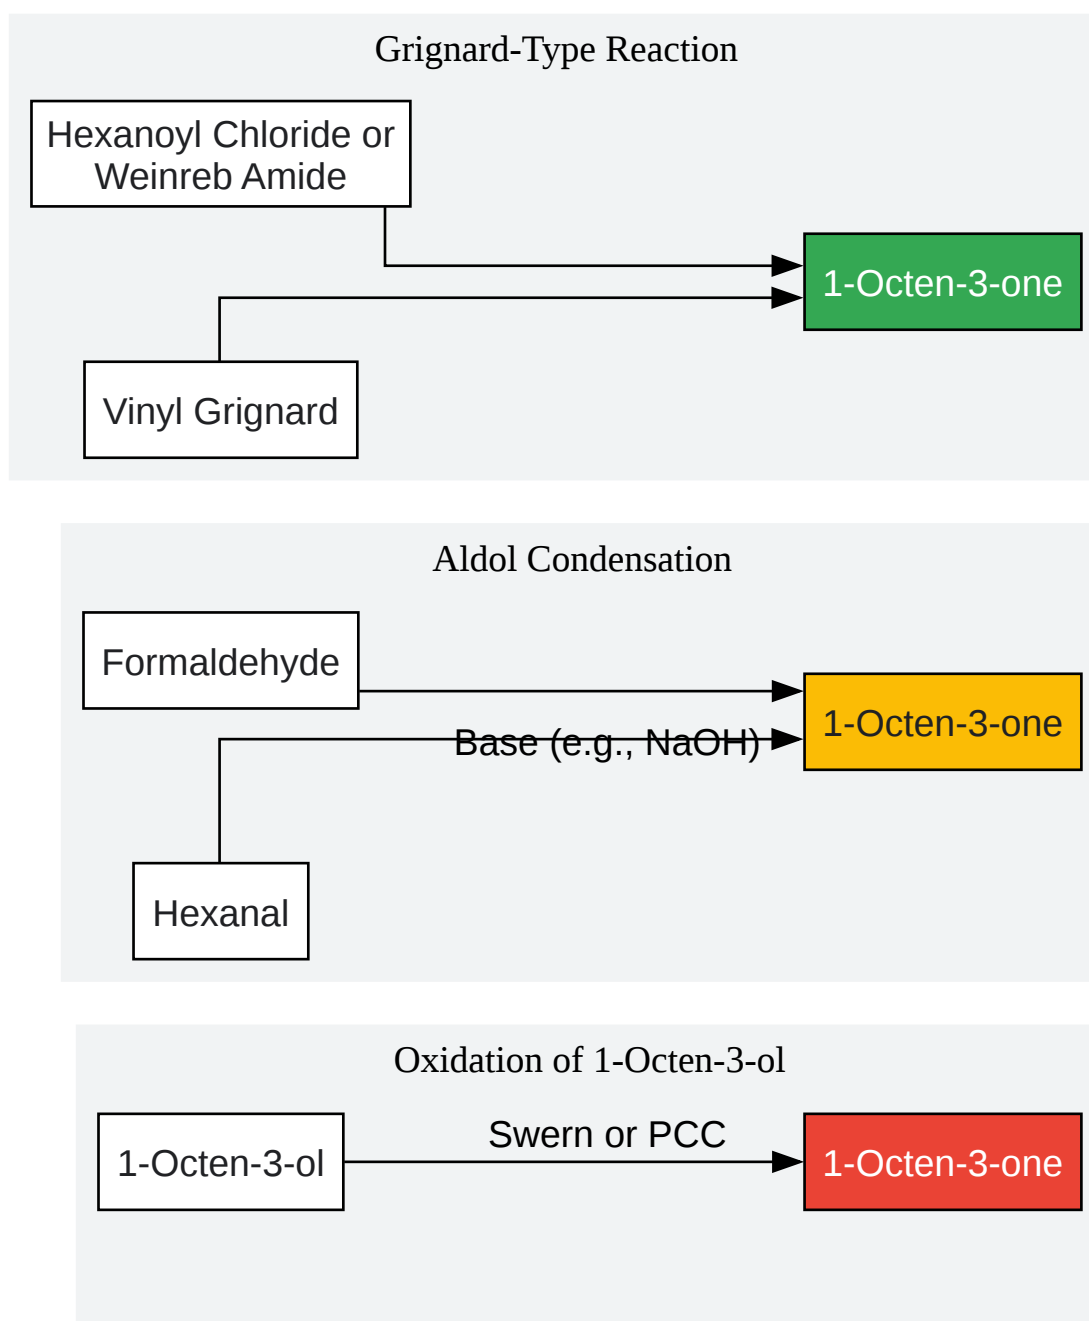 Grignard-Type Reaction
Hexanoyl Chloride or
Weinreb Amide
1-Octen-3-one
Vinyl Grignard
Aldol Condensation
Formaldehyde
Base (e.g., NaOH)
1-Octen-3-one
Hexanal
Oxidation of 1-Octen-3-ol
1-Octen-3-ol
Swern or PCC
1-Octen-3-one